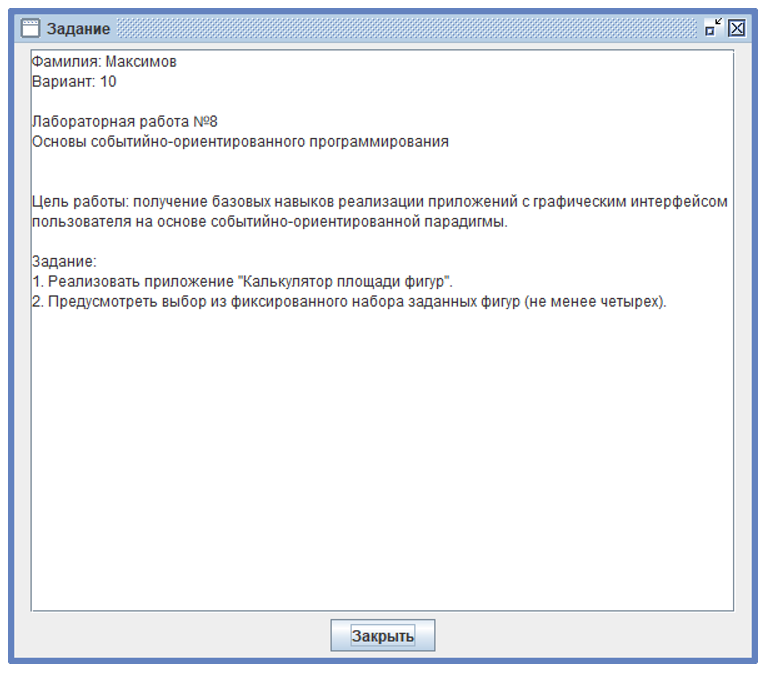 Задание
Фамилия: Максимов
Вариант: 10
Лабораторная работа №8
Основы событийно-ориентированного программирования
Цель работы: получение базовых навыков реализации приложений с графическим интерфейсом
пользователя на основе событийно-ориентированной парадигмы.
Задание:
1. Реализовать приложение "Калькулятор площади фигур".
2. Предусмотреть выбор из фиксированного набора заданных фигур (не менее четырех).
Закрыть